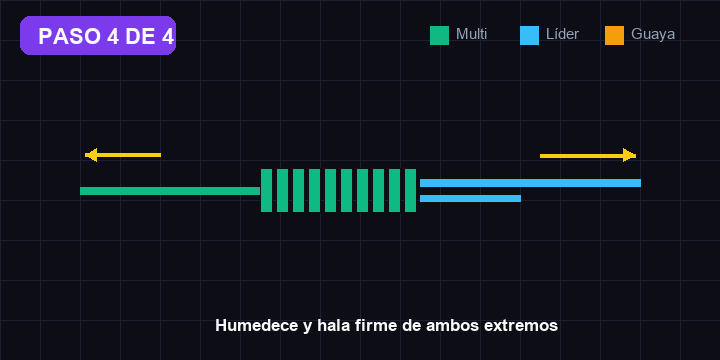 PASO 4 DE 4
Multi
Líder
Guaya
Humedece y hala firme de ambos extremos